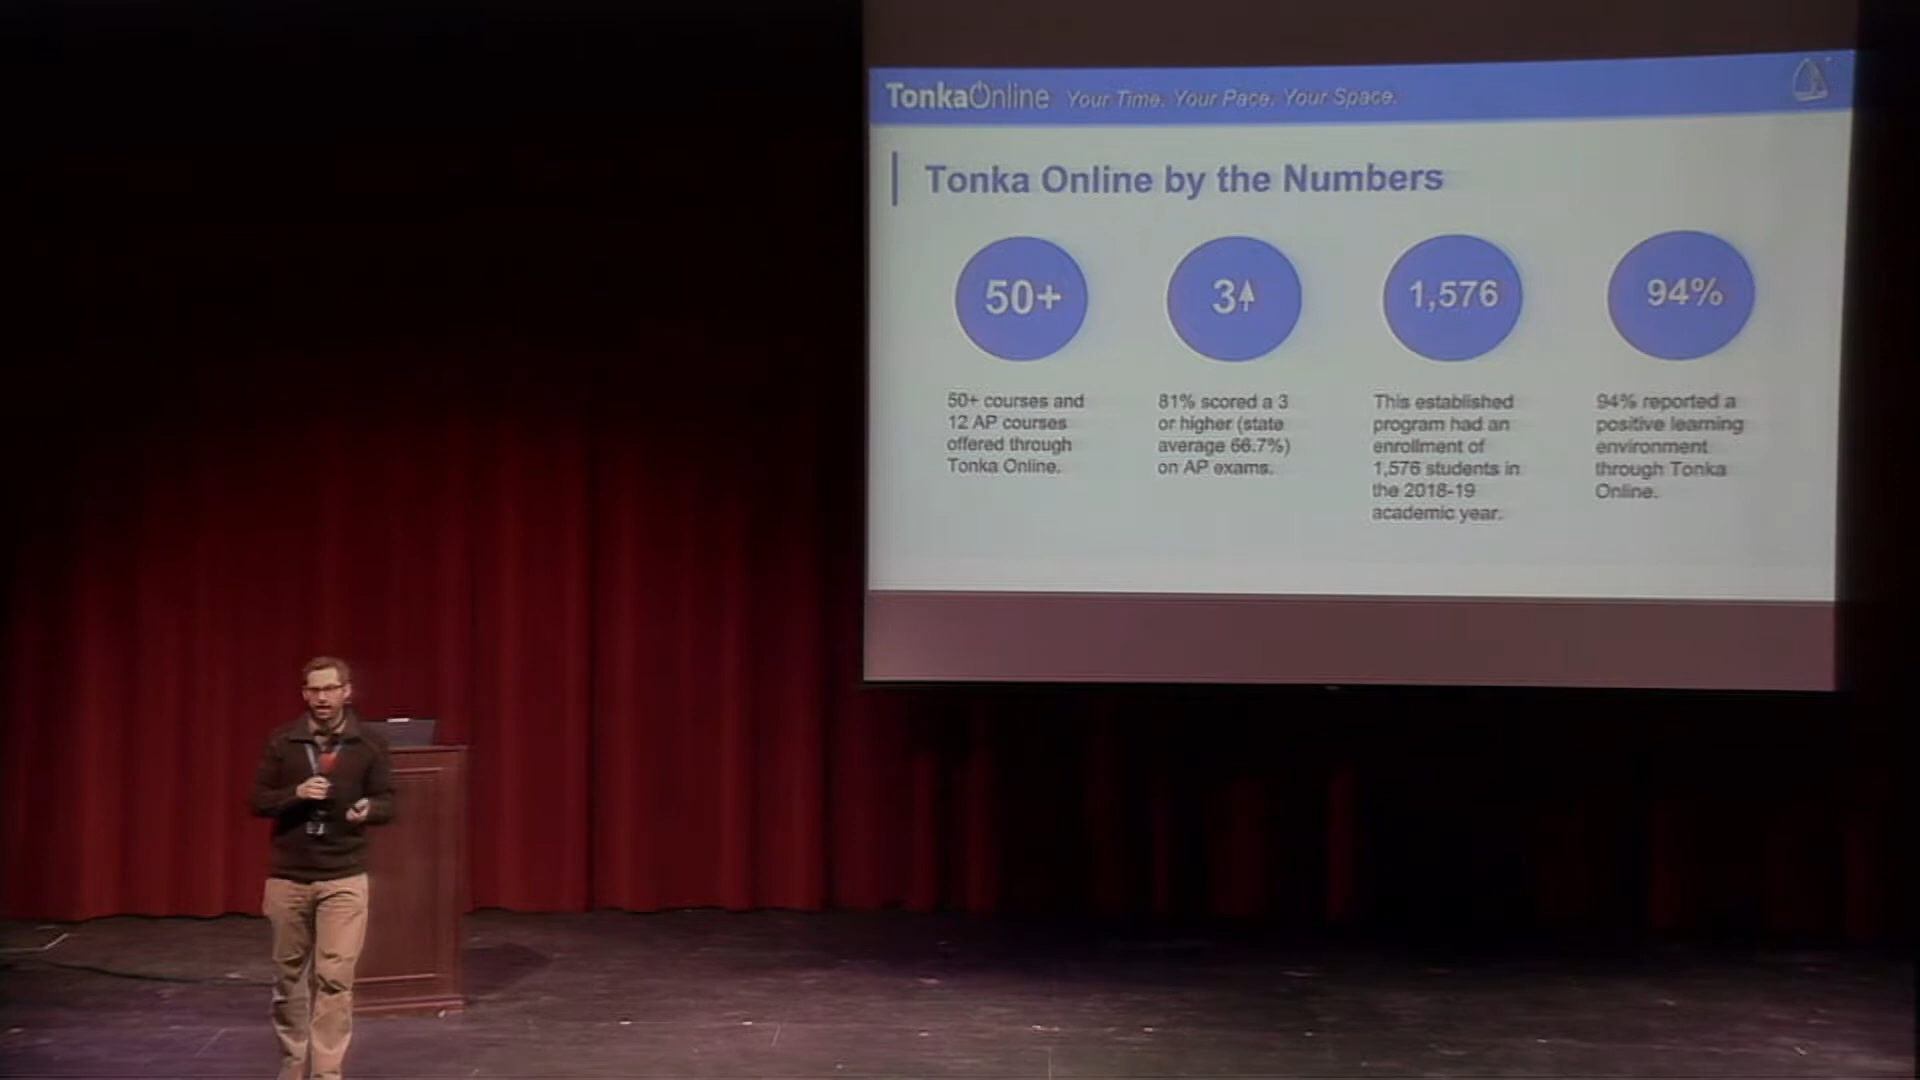 TonkaOnline Your Time. Your Pace. Your Space.
Tonka Online by the Numbers
50+
50+ courses and
12 AP courses
offered through
Tonka Online.
3
81% scored a 3
or higher (state
average 66.7%)
on AP exams.
1,576
This established
program had an
enrollment of
1,576 students in
the 2018-19
academic year.
94%
94% reported a
positive learning
environment
through Tonka
Online.